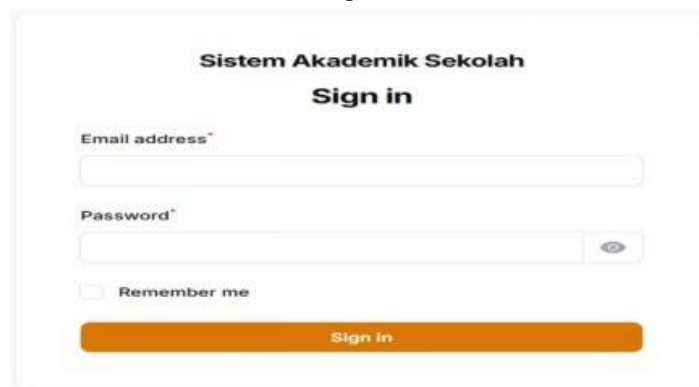 Sistem Akademik Sekolah
Sign in
Email address*
Password*
Remember me
Sign in